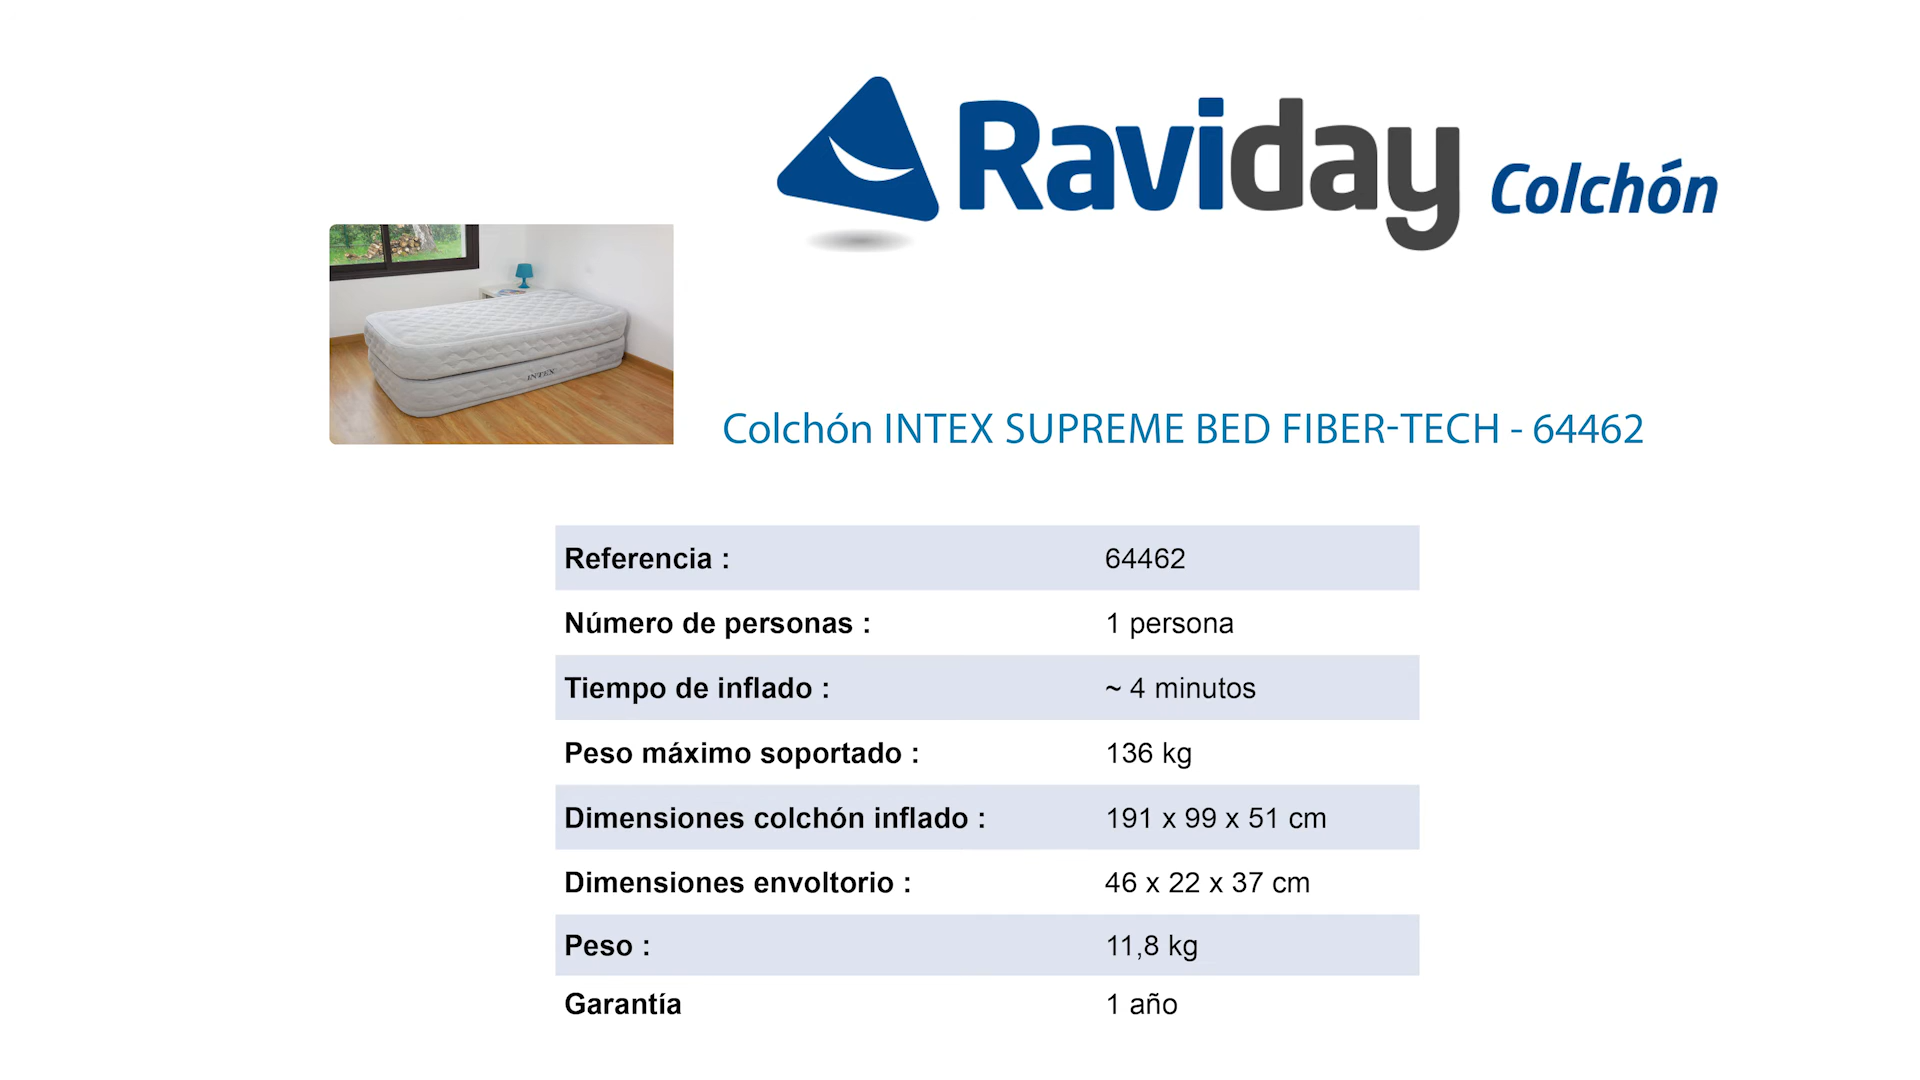 Raviday Colchón
INTEX
Colchón INTEX SUPREME BED FIBER-TECH - 64462
Referencia : 64462
Número de personas : 1 persona
Tiempo de inflado : ~ 4 minutos
Peso máximo soportado : 136 kg
Dimensiones colchón inflado : 191 x 99 x 51 cm
Dimensiones envoltorio : 46 x 22 x 37 cm
Peso : 11,8 kg
Garantía 1 año